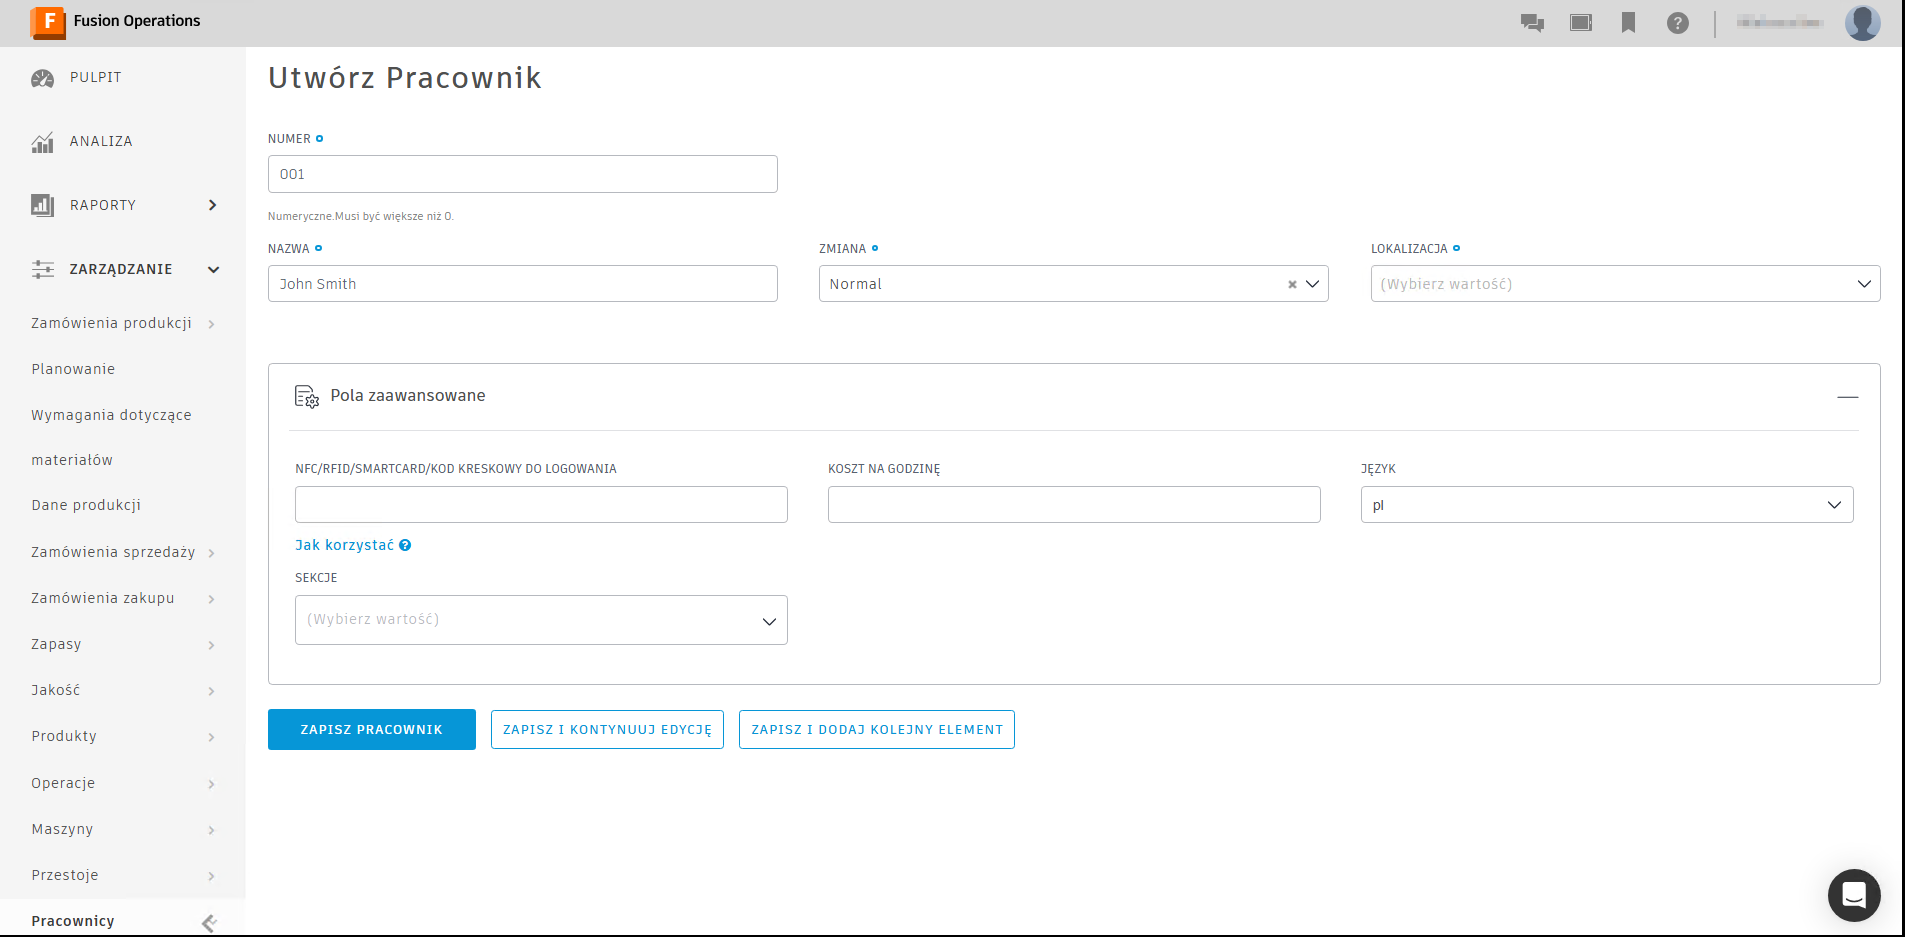 F Fusion Operations
?
PULPIT
ANALIZA
RAPORTY
ZARZĄDZANIE
Zamówienia produkcji
Planowanie
Wymagania dotyczące
materiałów
Dane produkcji
Zamówienia sprzedaży
Zamówienia zakupu
Zapasy
Jakość
Produkty
Operacje
Maszyny
Przestoje
Pracownicy
Utwórz Pracownik
NUMER
001
Numeryczne.Musi być większe niż 0.
NAZWA
John Smith
ZMIANA
Normal
LOKALIZACJA
(Wybierz wartość)
Pola zaawansowane
NFC/RFID/SMARTCARD/KOD KRESKOWY DO LOGOWANIA
Jak korzystać ?
KOSZT NA GODZINĘ
JĘZYK
pl
SEKCJE
(Wybierz wartość)
ZAPISZ PRACOWNIK
ZAPISZ I KONTYNUUJ EDYCJĘ
ZAPISZ I DODAJ KOLEJNY ELEMENT